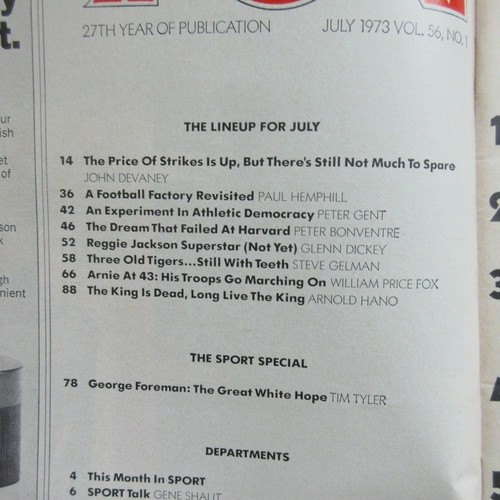 27TH YEAR OF PUBLICATION JULY 1973 VOL. 56, NO. 1
THE LINEUP FOR JULY
14 The Price Of Strikes Is Up, But There's Still Not Much To Spare
JOHN DEVANEY
36 A Football Factory Revisited PAUL HEMPHILL
42 An Experiment In Athletic Democracy PETER GENT
46 The Dream That Failed At Harvard PETER BONVENTRE
52 Reggie Jackson Superstar (Not Yet) GLENN DICKEY
58 Three Old Tigers...Still With Teeth STEVE GELMAN
66 Arnie At 43: His Troops Go Marching On WILLIAM PRICE FOX
88 The King Is Dead, Long Live The King ARNOLD HANO
THE SPORT SPECIAL
78 George Foreman: The Great White Hope TIM TYLER
DEPARTMENTS
4 This Month In SPORT
6 SPORT Talk GENE SHALIT